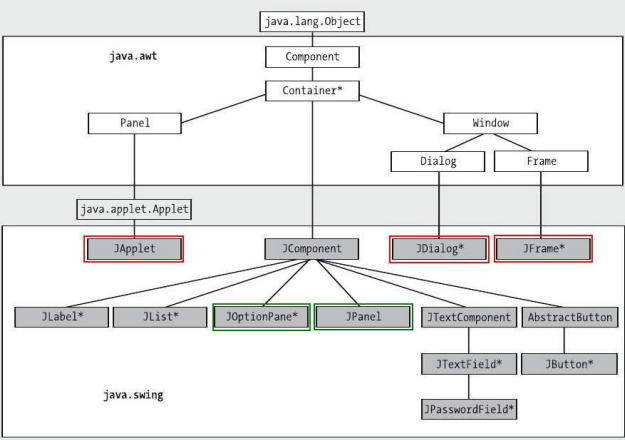 java.lang.Object
java.awt
Component
Container*
Panel
Window
Dialog
Frame
java.applet.Applet
JApplet
JComponent
JDialog*
JFrame*
JLabel*
JList*
JOptionPane*
JPanel
JTextComponent
AbstractButton
JTextField*
JButton*
java.swing
JPasswordField*